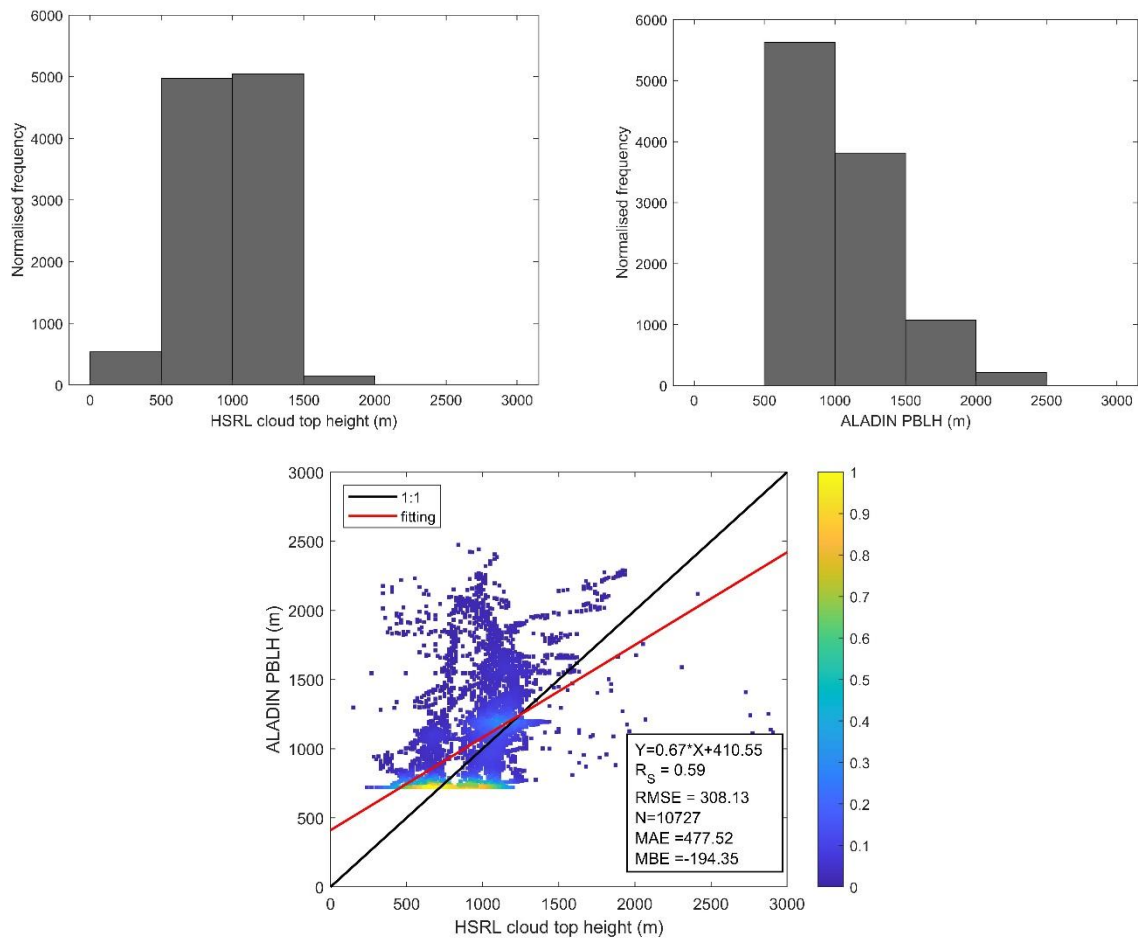 6000
5000
4000
3000
2000
1000
0
Normalised frequency
0 500 1000 1500 2000 2500 3000
HSRL cloud top height (m)
6000
5000
4000
3000
2000
1000
0
Normalised frequency
0 500 1000 1500 2000 2500 3000
ALADIN PBLH (m)
3000
2500
2000
1500
1000
500
0
ALADIN PBLH (m)
1:1
fitting
Y=0.67*X+410.55
RS = 0.59
RMSE = 308.13
N=10727
MAE =477.52
MBE =-194.35
0 500 1000 1500 2000 2500 3000
HSRL cloud top height (m)
1
0.9
0.8
0.7
0.6
0.5
0.4
0.3
0.2
0.1
0